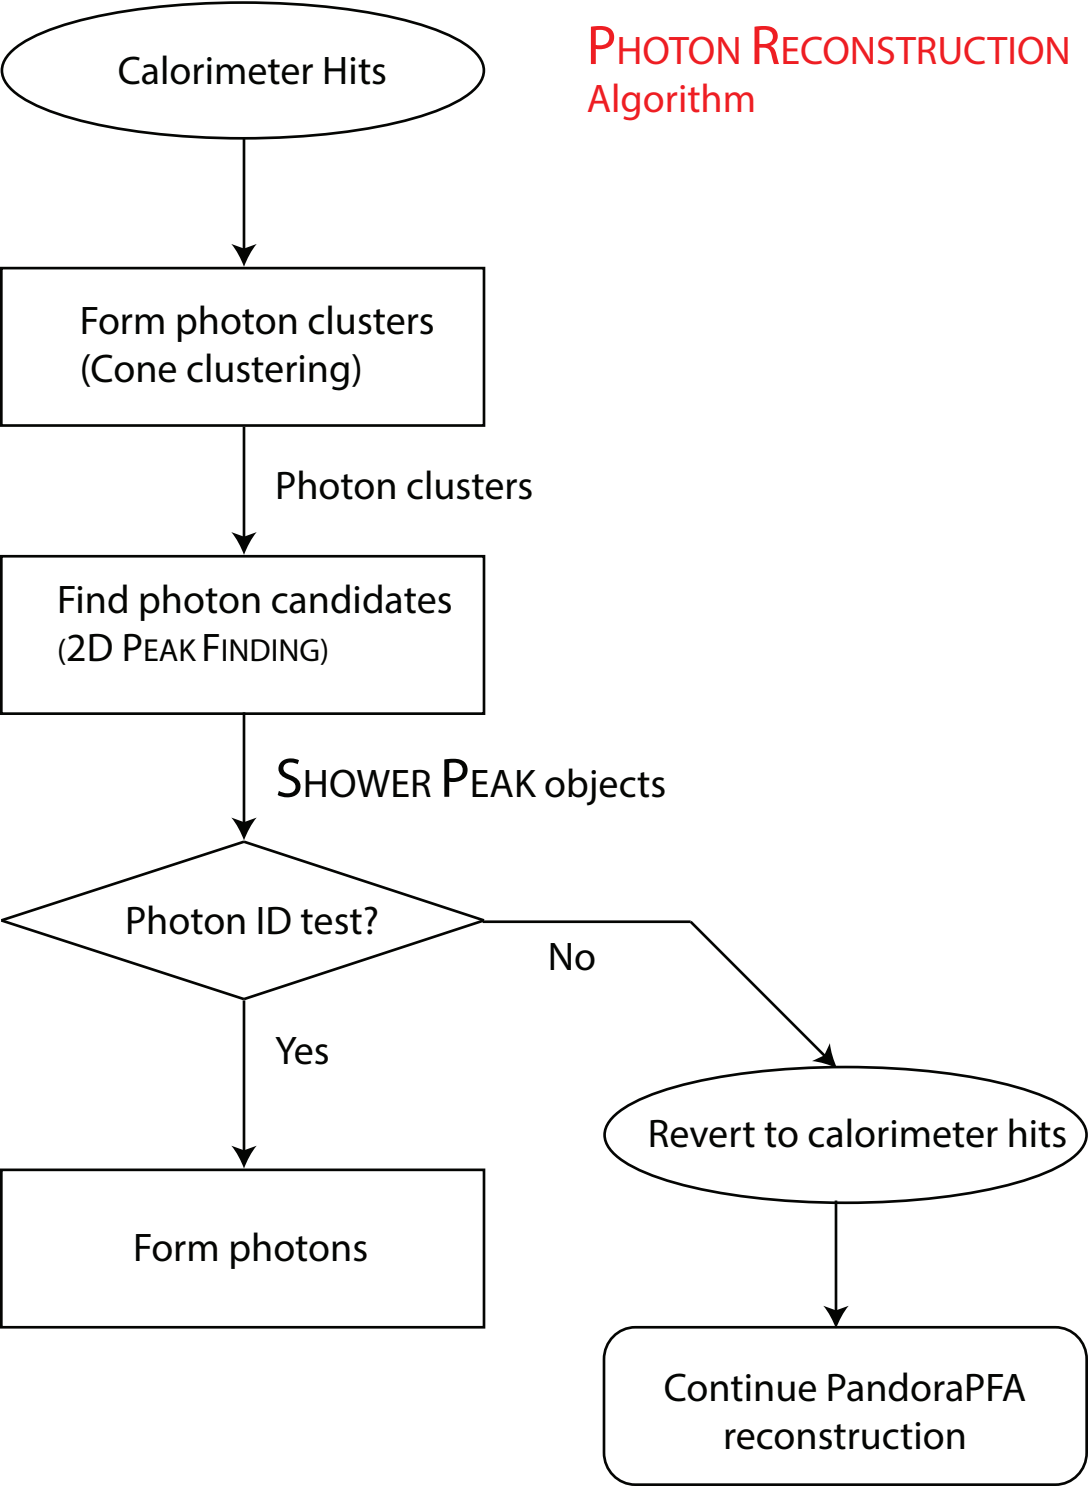 PHOTON RECONSTRUCTION
Algorithm
Calorimeter Hits
Form photon clusters
(Cone clustering)
Photon clusters
Find photon candidates
(2D PEAK FINDING)
SHOWER PEAK objects
Photon ID test?
No
Yes
Revert to calorimeter hits
Form photons
Continue PandoraPFA
reconstruction